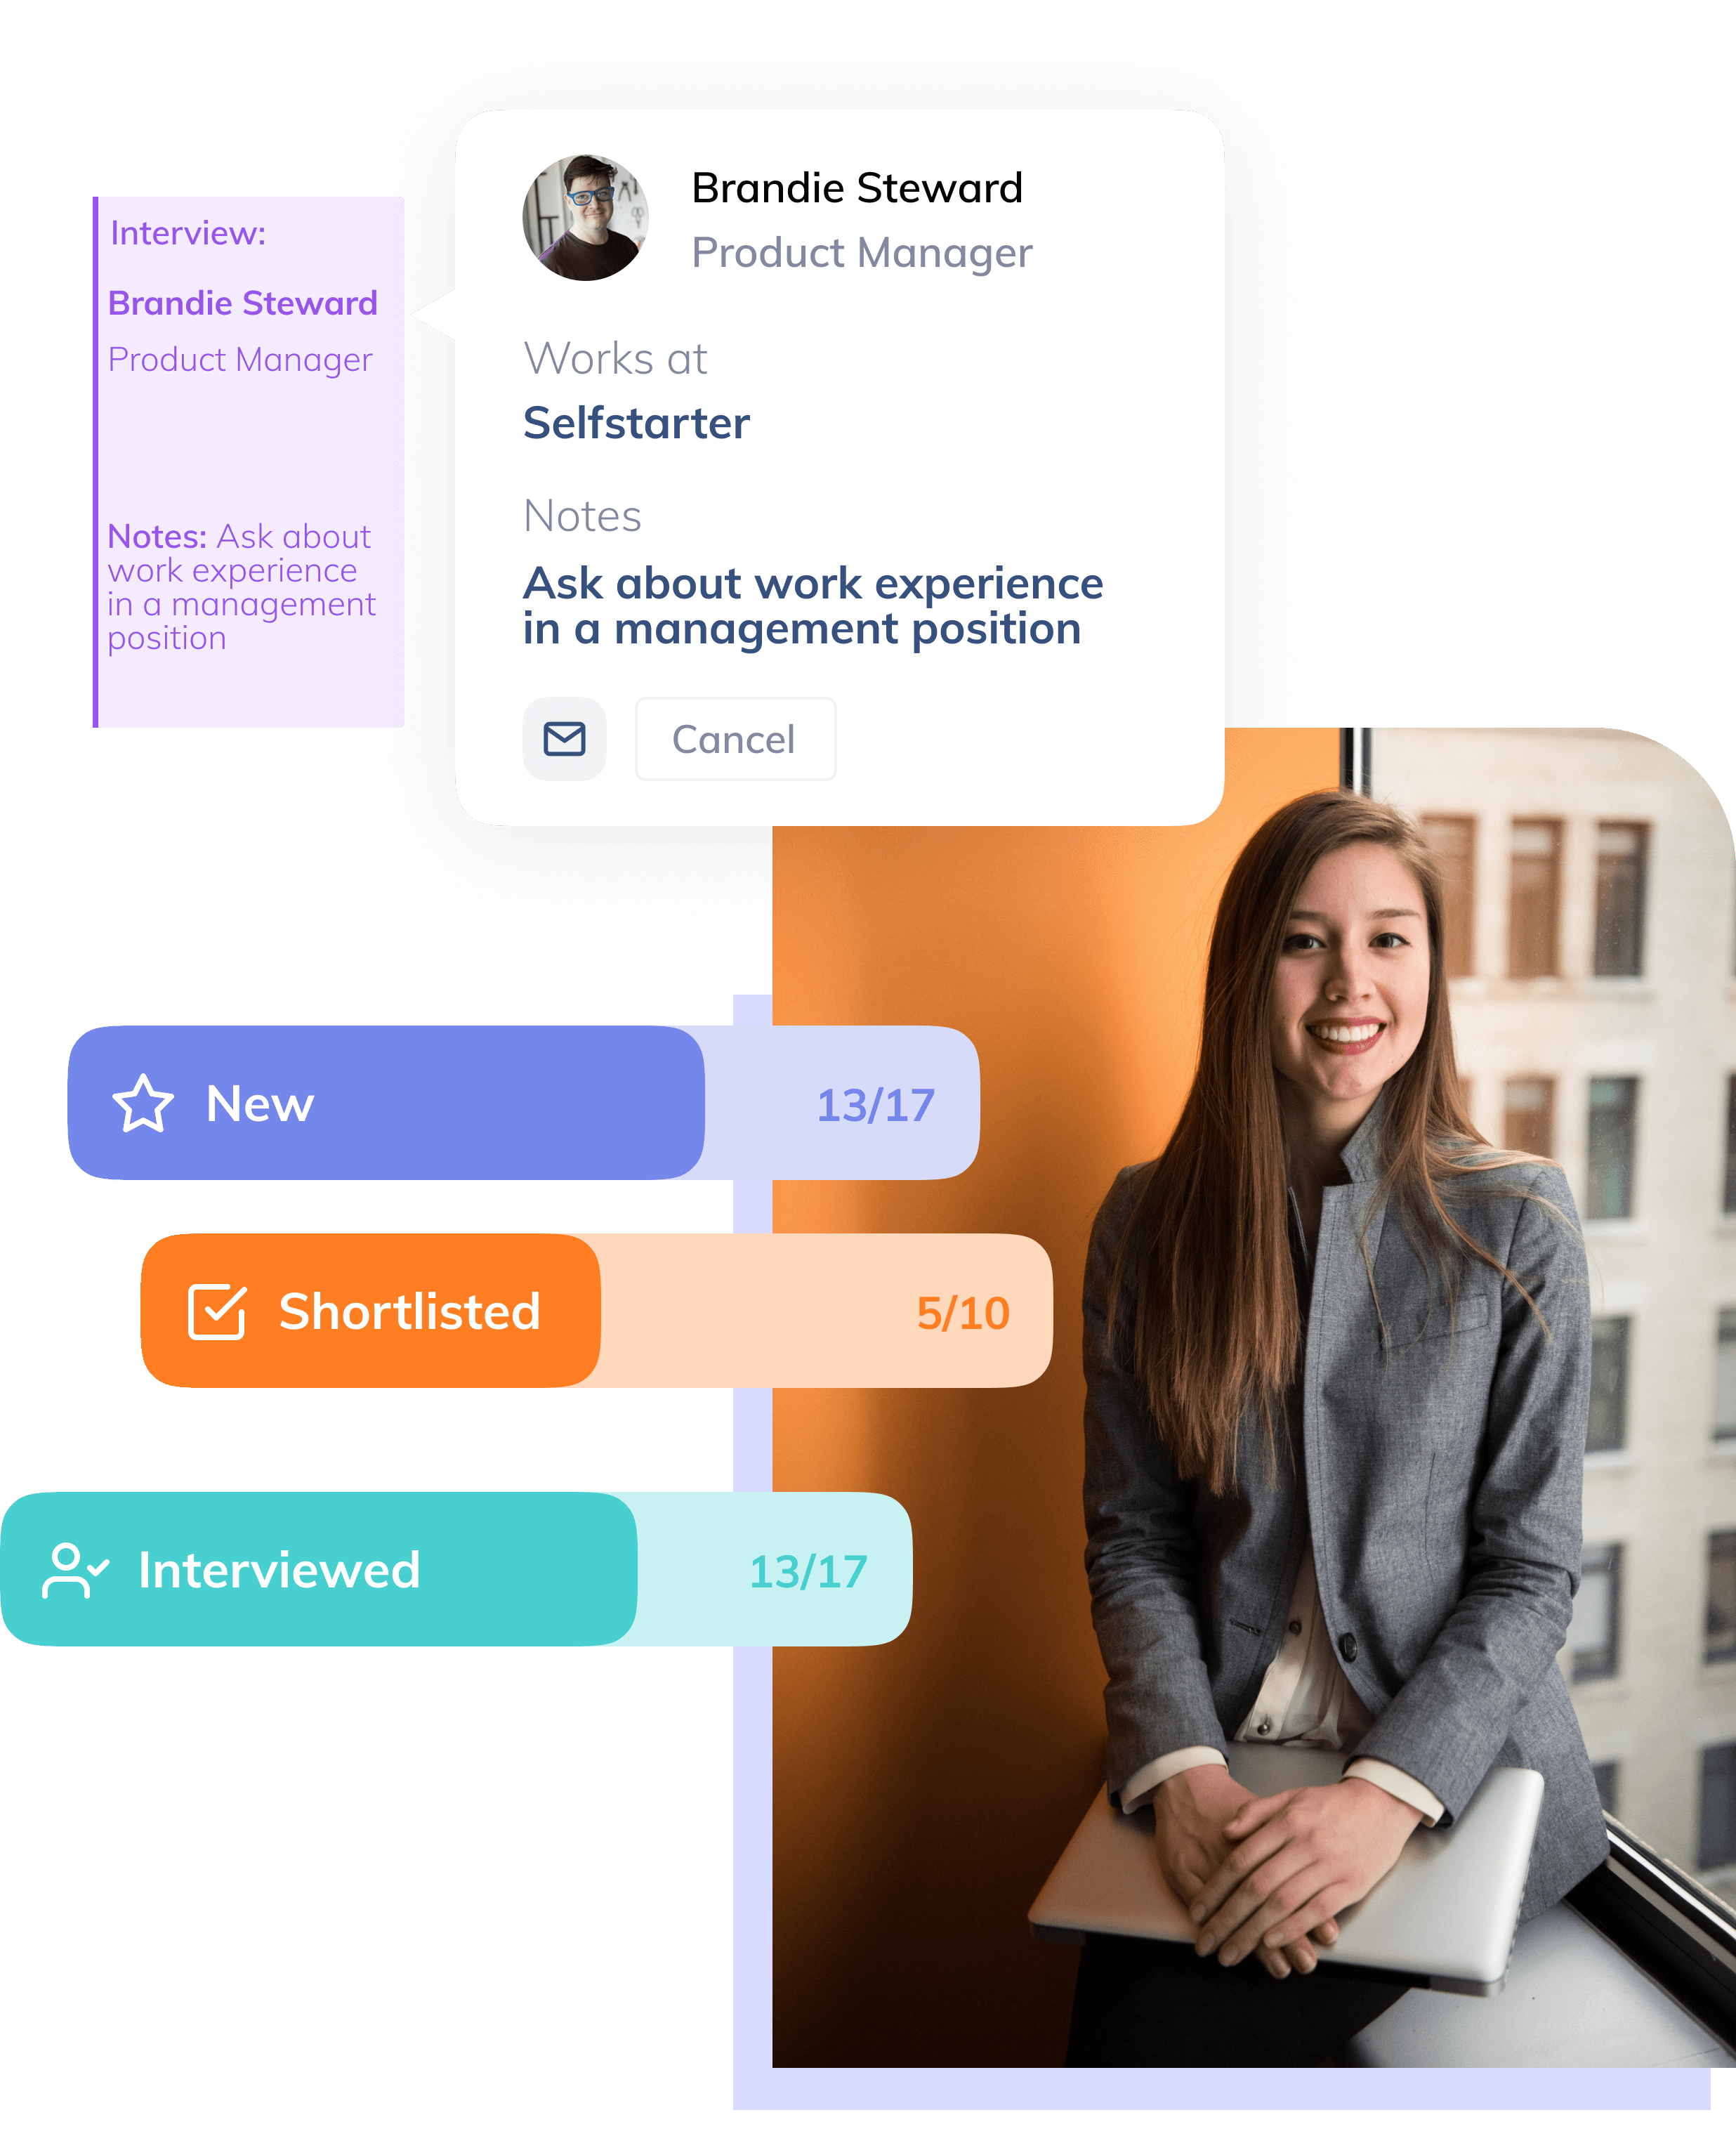 Interview:
Brandie Steward
Product Manager
Notes: Ask about
work experience
in a management
position
Brandie Steward
Product Manager
Works at
Selfstarter
Notes
Ask about work experience
in a management position
Cancel
New
13/17
Shortlisted
5/10
Interviewed
13/17